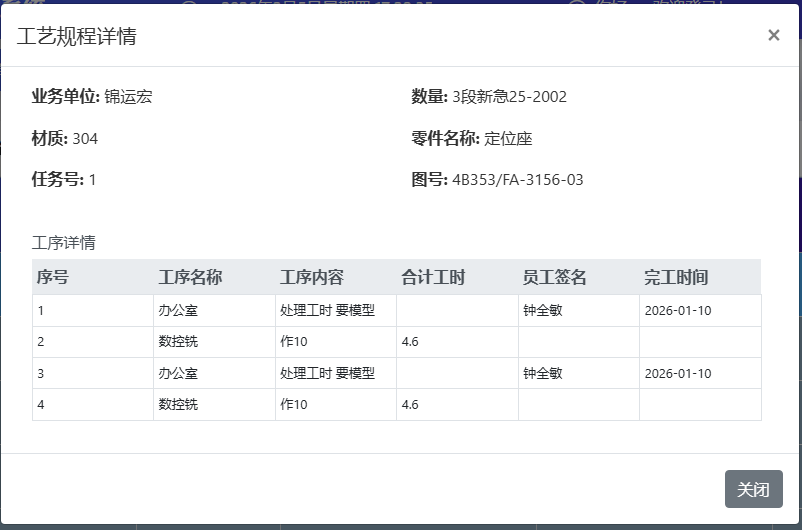 工艺规程详情 ×
业务单位: 锦运宏 数量: 3段新急25-2002
材质: 304 零件名称: 定位座
任务号: 1 图号: 4B353/FA-3156-03
工序详情
序号 工序名称 工序内容 合计工时 员工签名 完工时间
1 办公室 处理工时 要模型 钟全敏 2026-01-10
2 数控铣 作10 4.6
3 办公室 处理工时 要模型 钟全敏 2026-01-10
4 数控铣 作10 4.6
关闭